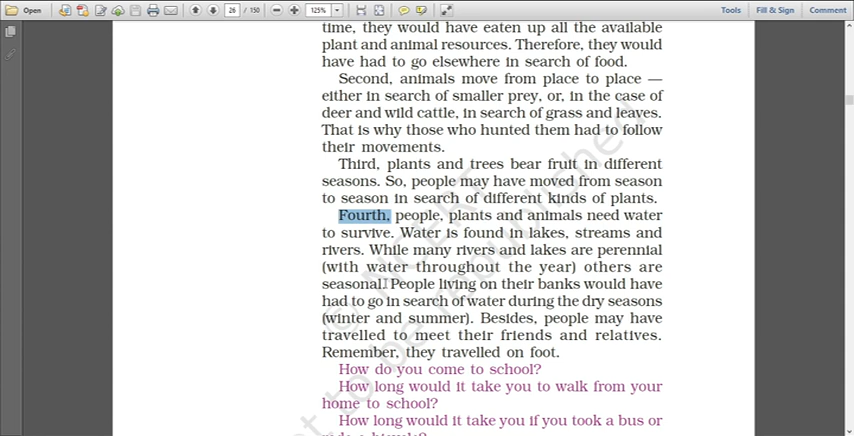 Open
26 / 150
125%
Tools
Fill & Sign
Comment
time, they would have eaten up all the available
plant and animal resources. Therefore, they would
have had to go elsewhere in search of food.
Second, animals move from place to place —
either in search of smaller prey, or, in the case of
deer and wild cattle, in search of grass and leaves.
That is why those who hunted them had to follow
their movements.
Third, plants and trees bear fruit in different
seasons. So, people may have moved from season
to season in search of different kinds of plants.
Fourth, people, plants and animals need water
to survive. Water is found in lakes, streams and
rivers. While many rivers and lakes are perennial
(with water throughout the year) others are
seasonal. People living on their banks would have
had to go in search of water during the dry seasons
(winter and summer). Besides, people may have
travelled to meet their friends and relatives.
Remember, they travelled on foot.
How do you come to school?
How long would it take you to walk from your
home to school?
How long would it take you if you took a bus or
© NCERT
not to be republished